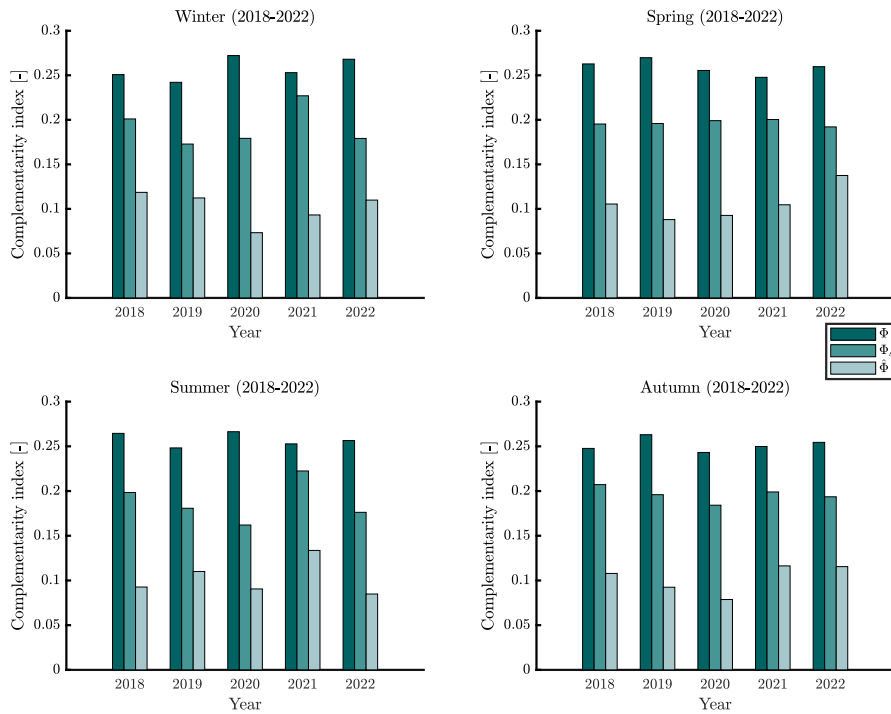 Winter (2018-2022)
Complementarity index [-]
0.3
0.25
0.2
0.15
0.1
0.05
0
2018 2019 2020 2021 2022
Year
Spring (2018-2022)
Complementarity index [-]
0.3
0.25
0.2
0.15
0.1
0.05
0
2018 2019 2020 2021 2022
Year
Φ
Φ
Φ̂
Summer (2018-2022)
Complementarity index [-]
0.3
0.25
0.2
0.15
0.1
0.05
0
2018 2019 2020 2021 2022
Year
Autumn (2018-2022)
Complementarity index [-]
0.3
0.25
0.2
0.15
0.1
0.05
0
2018 2019 2020 2021 2022
Year